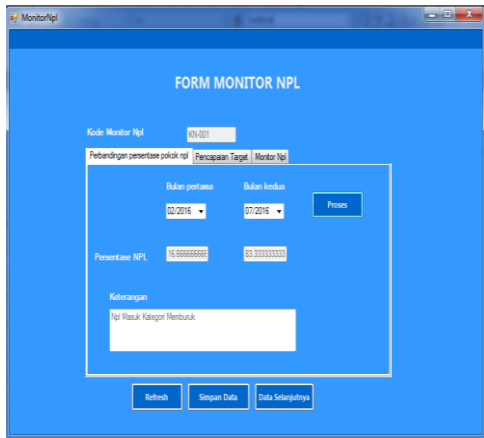 MonitorNpl
FORM MONITOR NPL
Kode Monitor Npl KN-001
Perbandingan persentase pokok npl Pencapaian Target Monitor Npl
Bulan pertama Bulan kedua
02/2016 07/2016 Proses
Persentase NPL 16.666666666 83.333333333
Keterangan
Npl Masuk Kategori Memburuk
Refresh Simpan Data Data Selanjutnya